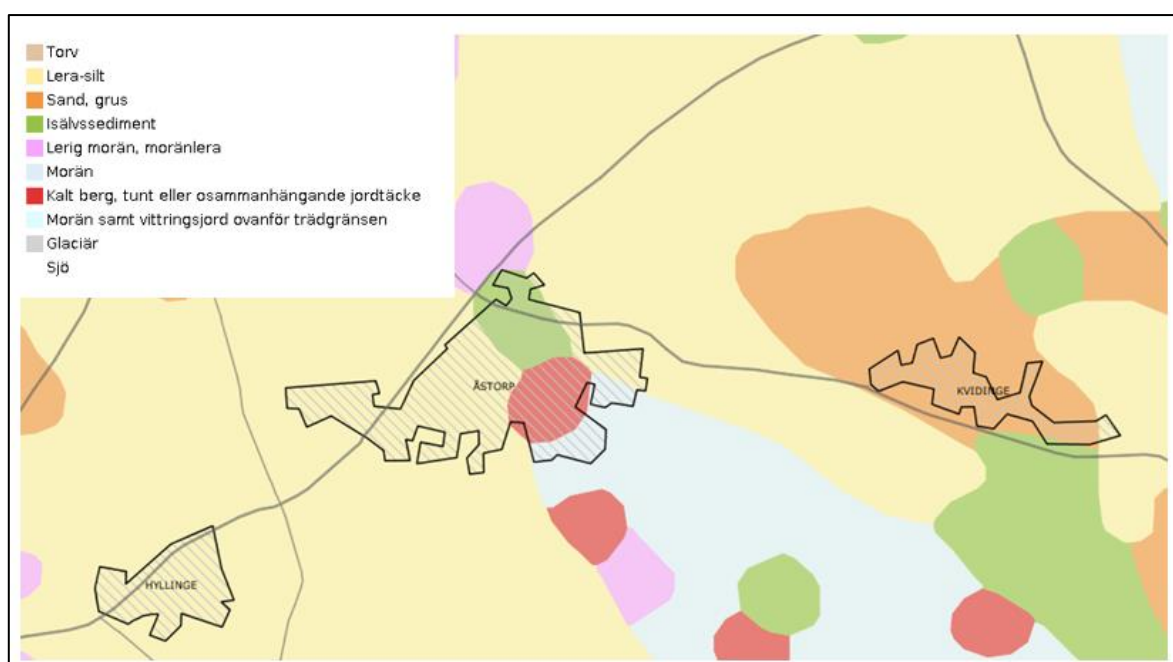 Torv
Lera-silt
Sand, grus
Isälvssediment
Lerig morän, moränlera
Morän
Kalt berg, tunt eller osammanhängande jordtäcke
Morän samt vittringsjord ovanför trädgränsen
Glaciär
Sjö
ÅSTORP
KVIDINGE
HYLLINGE